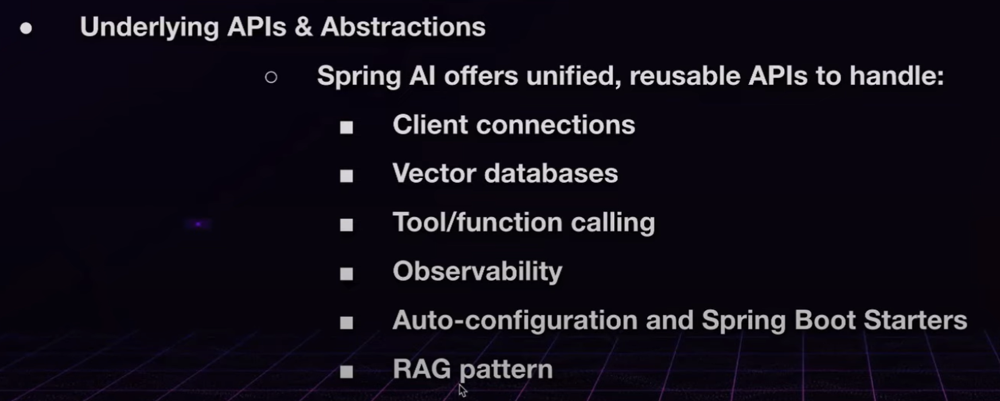 ● Underlying APIs & Abstractions
○ Spring AI offers unified, reusable APIs to handle:
■ Client connections
■ Vector databases
■ Tool/function calling
■ Observability
■ Auto-configuration and Spring Boot Starters
■ RAG pattern